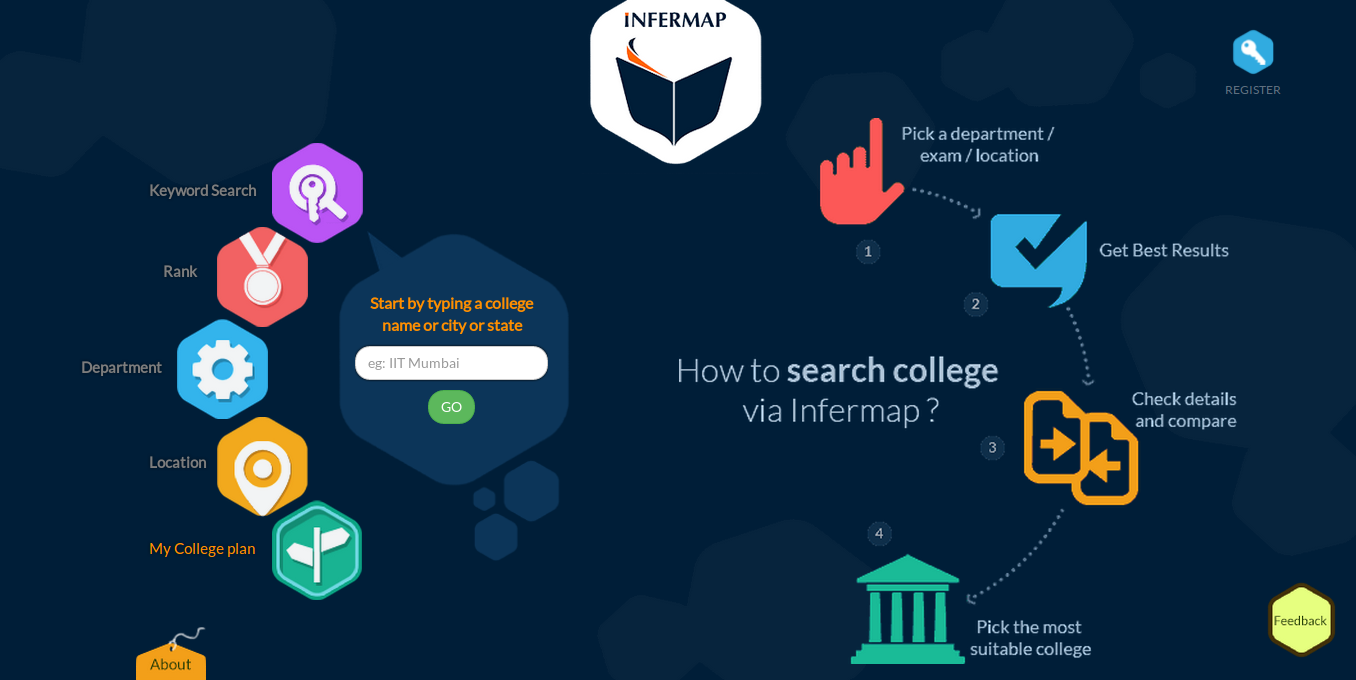 INFERMAP
REGISTER
Keyword Search
Rank
Department
Location
My College plan
About
Start by typing a college
name or city or state
eg: IIT Mumbai
GO
How to search college
via Infermap ?
Pick a department /
exam / location
1
Get Best Results
2
Check details
and compare
3
4
Pick the most
suitable college
Feedback